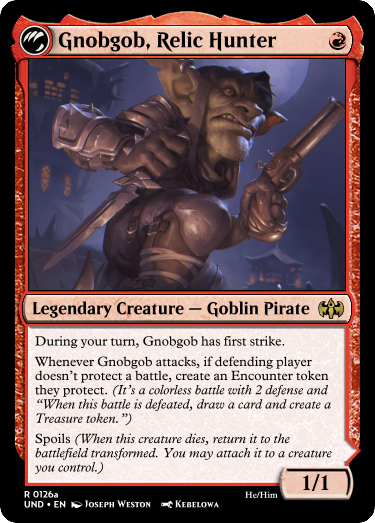 Gnobgob, Relic Hunter
Legendary Creature — Goblin Pirate
During your turn, Gnobgob has first strike.
Whenever Gnobgob attacks, if defending player
doesn't protect a battle, create an Encounter token
they protect. (It's a colorless battle with 2 defense and
“When this battle is defeated, draw a card and create a
Treasure token.”)
Spoils (When this creature dies, return it to the
battlefield transformed. You may attach it to a creature
you control.)
1/1
R 0126a
He/Him
UND • EN Joseph Weston Kebelowa